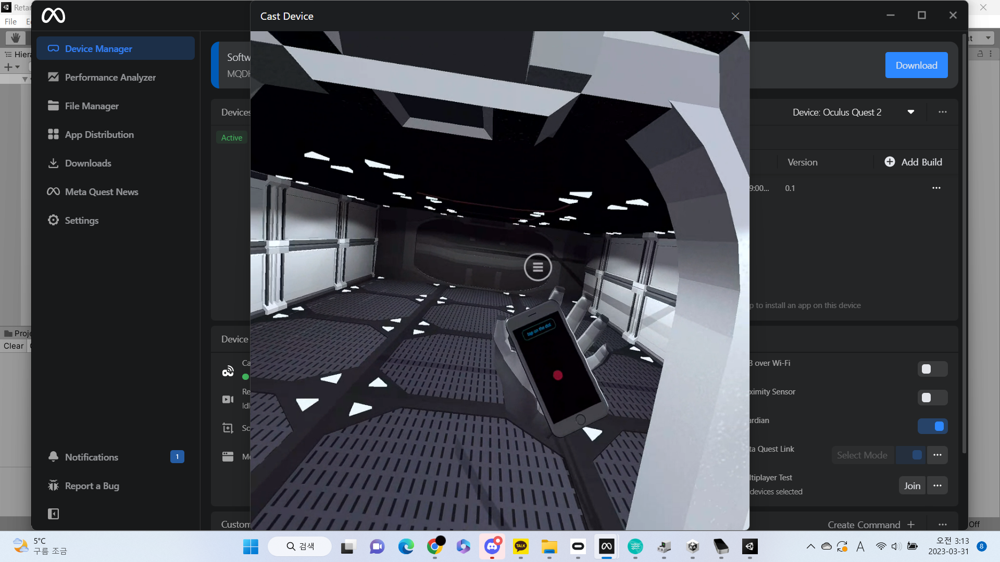 Retar
File
Hiera
Proje
Clear
Cast Device
Device Manager
Performance Analyzer
File Manager
App Distribution
Downloads
Meta Quest News
Settings
Notifications
1
Report a Bug
Softw
MQDH
Download
Devices
Active
Device: Oculus Quest 2
Version
Add Build
9:00...
0.1
p to install an app on this device
tap on the dot
Device
Ca
Re
Idle
Sc
Me
Custom
B over Wi-Fi
ximity Sensor
ardian
ta Quest Link
Select Mode
ltiplayer Test
devices selected
Join
Create Command
Off
5°C
구름 조금
검색
TALK
A
오전 3:13
2023-03-31
8